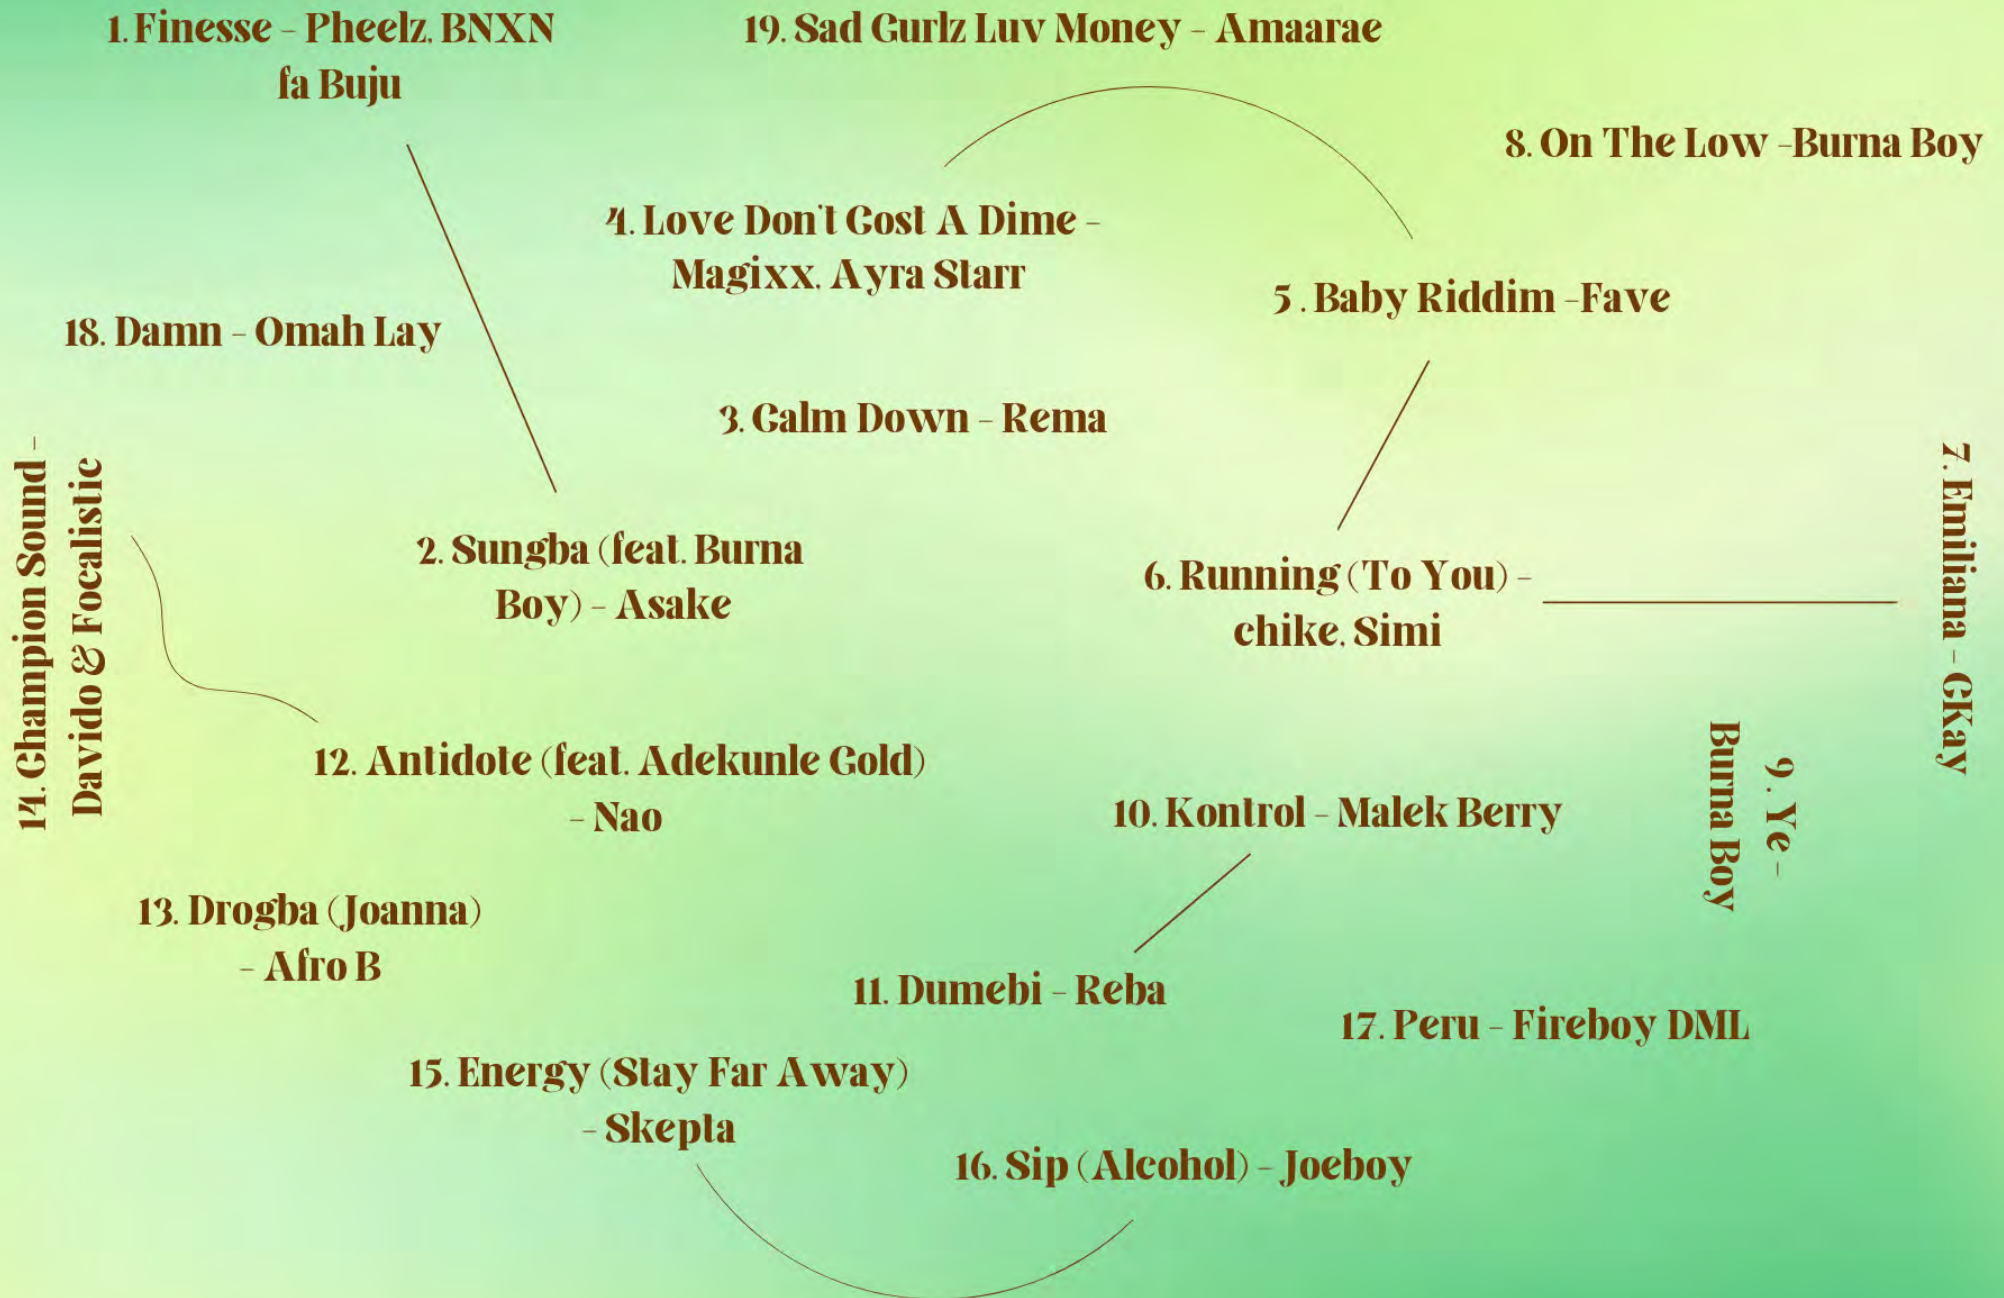 1. Finesse - Pheelz, BNXN
fa Buju
19. Sad Gurlz Luv Money - Amaarae
8. On The Low -Burna Boy
4. Love Don't Cost A Dime -
Magixx, Ayra Starr
5 . Baby Riddim -Fave
18. Damn - Omah Lay
3. Calm Down - Rema
14. Champion Sound -
Davido & Focalistic
2. Sungba (feat. Burna
Boy) - Asake
6. Running (To You) -
chike, Simi
7. Emiliana - CKay
12. Antidote (feat. Adekunle Gold)
- Nao
10. Kontrol - Malek Berry
9 . Ye -
Burna Boy
13. Drogba (Joanna)
- Afro B
11. Dumebi - Reba
17. Peru - Fireboy DML
15. Energy (Stay Far Away)
- Skepta
16. Sip (Alcohol) - Joeboy